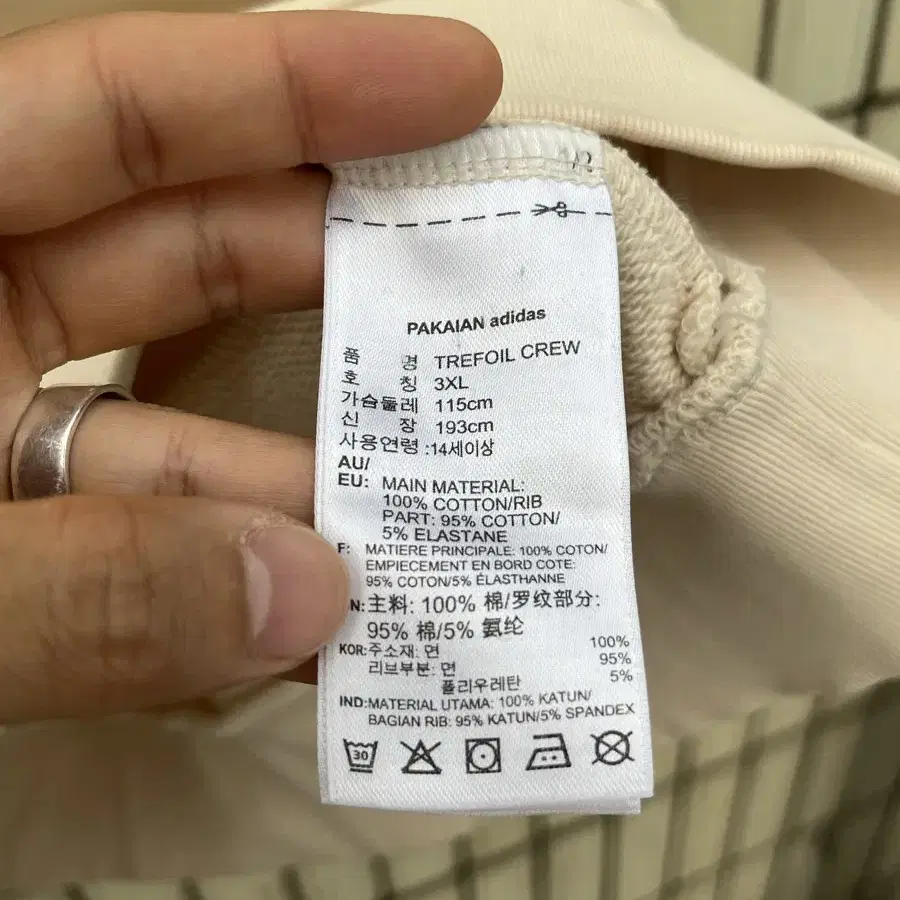 PAKAIAN adidas
품 명 TREFOIL CREW
호 칭 3XL
가슴둘레 115cm
신 장 193cm
사용연령 :14세이상
AU/
EU: MAIN MATERIAL:
100% COTTON/RIB
PART: 95% COTTON/
5% ELASTANE
F: MATIERE PRINCIPALE: 100% COTON/
EMPIECEMENT EN BORD COTE:
95% COTON/5% ÉLASTHANNE
N:主料: 100% 棉/罗纹部分:
95% 棉/5% 氨纶
KOR:주소재: 면 100%
리브부분: 면 95%
폴리우레탄 5%
IND:MATERIAL UTAMA: 100% KATUN/
BAGIAN RIB: 95% KATUN/5% SPANDEX
30